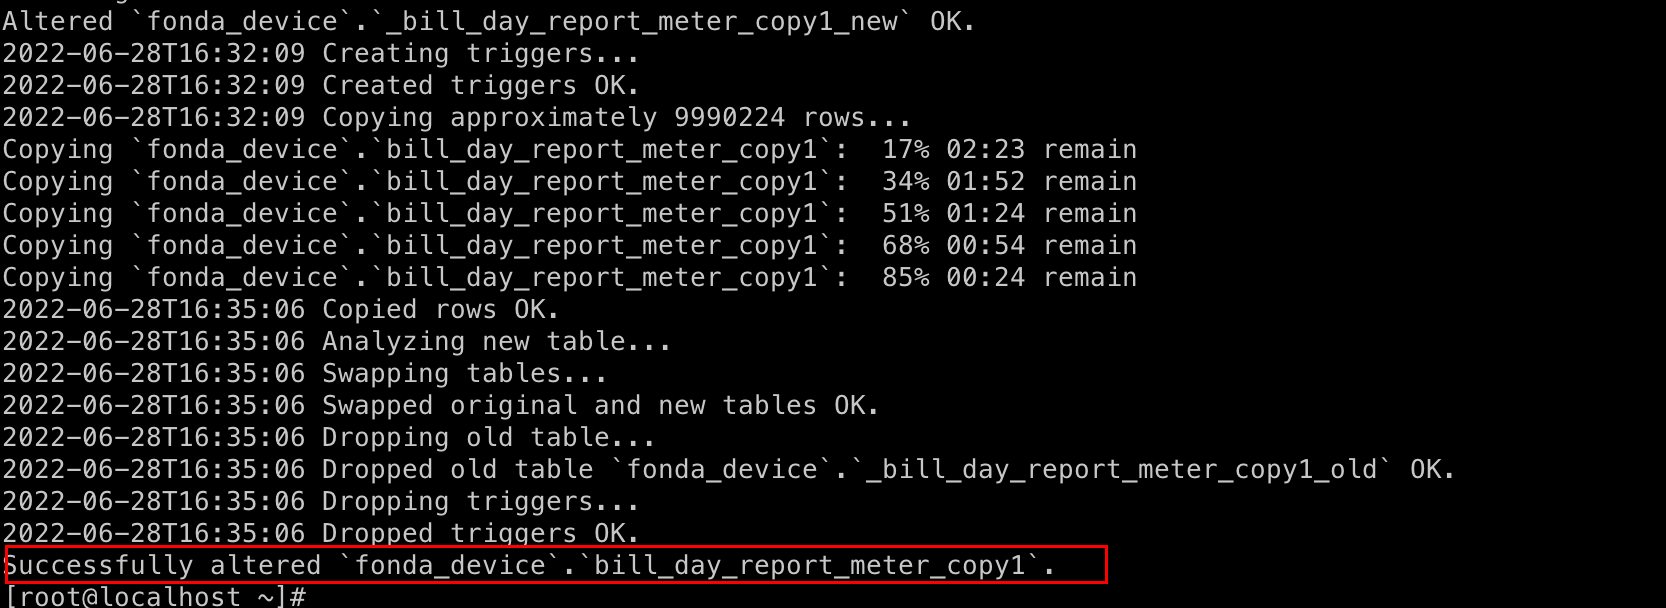 Altered `fonda_device`.`_bill_day_report_meter_copy1_new` OK.
2022-06-28T16:32:09 Creating triggers...
2022-06-28T16:32:09 Created triggers OK.
2022-06-28T16:32:09 Copying approximately 9990224 rows...
Copying `fonda_device`.`bill_day_report_meter_copy1`:  17% 02:23 remain
Copying `fonda_device`.`bill_day_report_meter_copy1`:  34% 01:52 remain
Copying `fonda_device`.`bill_day_report_meter_copy1`:  51% 01:24 remain
Copying `fonda_device`.`bill_day_report_meter_copy1`:  68% 00:54 remain
Copying `fonda_device`.`bill_day_report_meter_copy1`:  85% 00:24 remain
2022-06-28T16:35:06 Copied rows OK.
2022-06-28T16:35:06 Analyzing new table...
2022-06-28T16:35:06 Swapping tables...
2022-06-28T16:35:06 Swapped original and new tables OK.
2022-06-28T16:35:06 Dropping old table...
2022-06-28T16:35:06 Dropped old table `fonda_device`.`_bill_day_report_meter_copy1_old` OK.
2022-06-28T16:35:06 Dropping triggers...
2022-06-28T16:35:06 Dropped triggers OK.
Successfully altered `fonda_device`.`bill_day_report_meter_copy1`.
[root@localhost ~]#